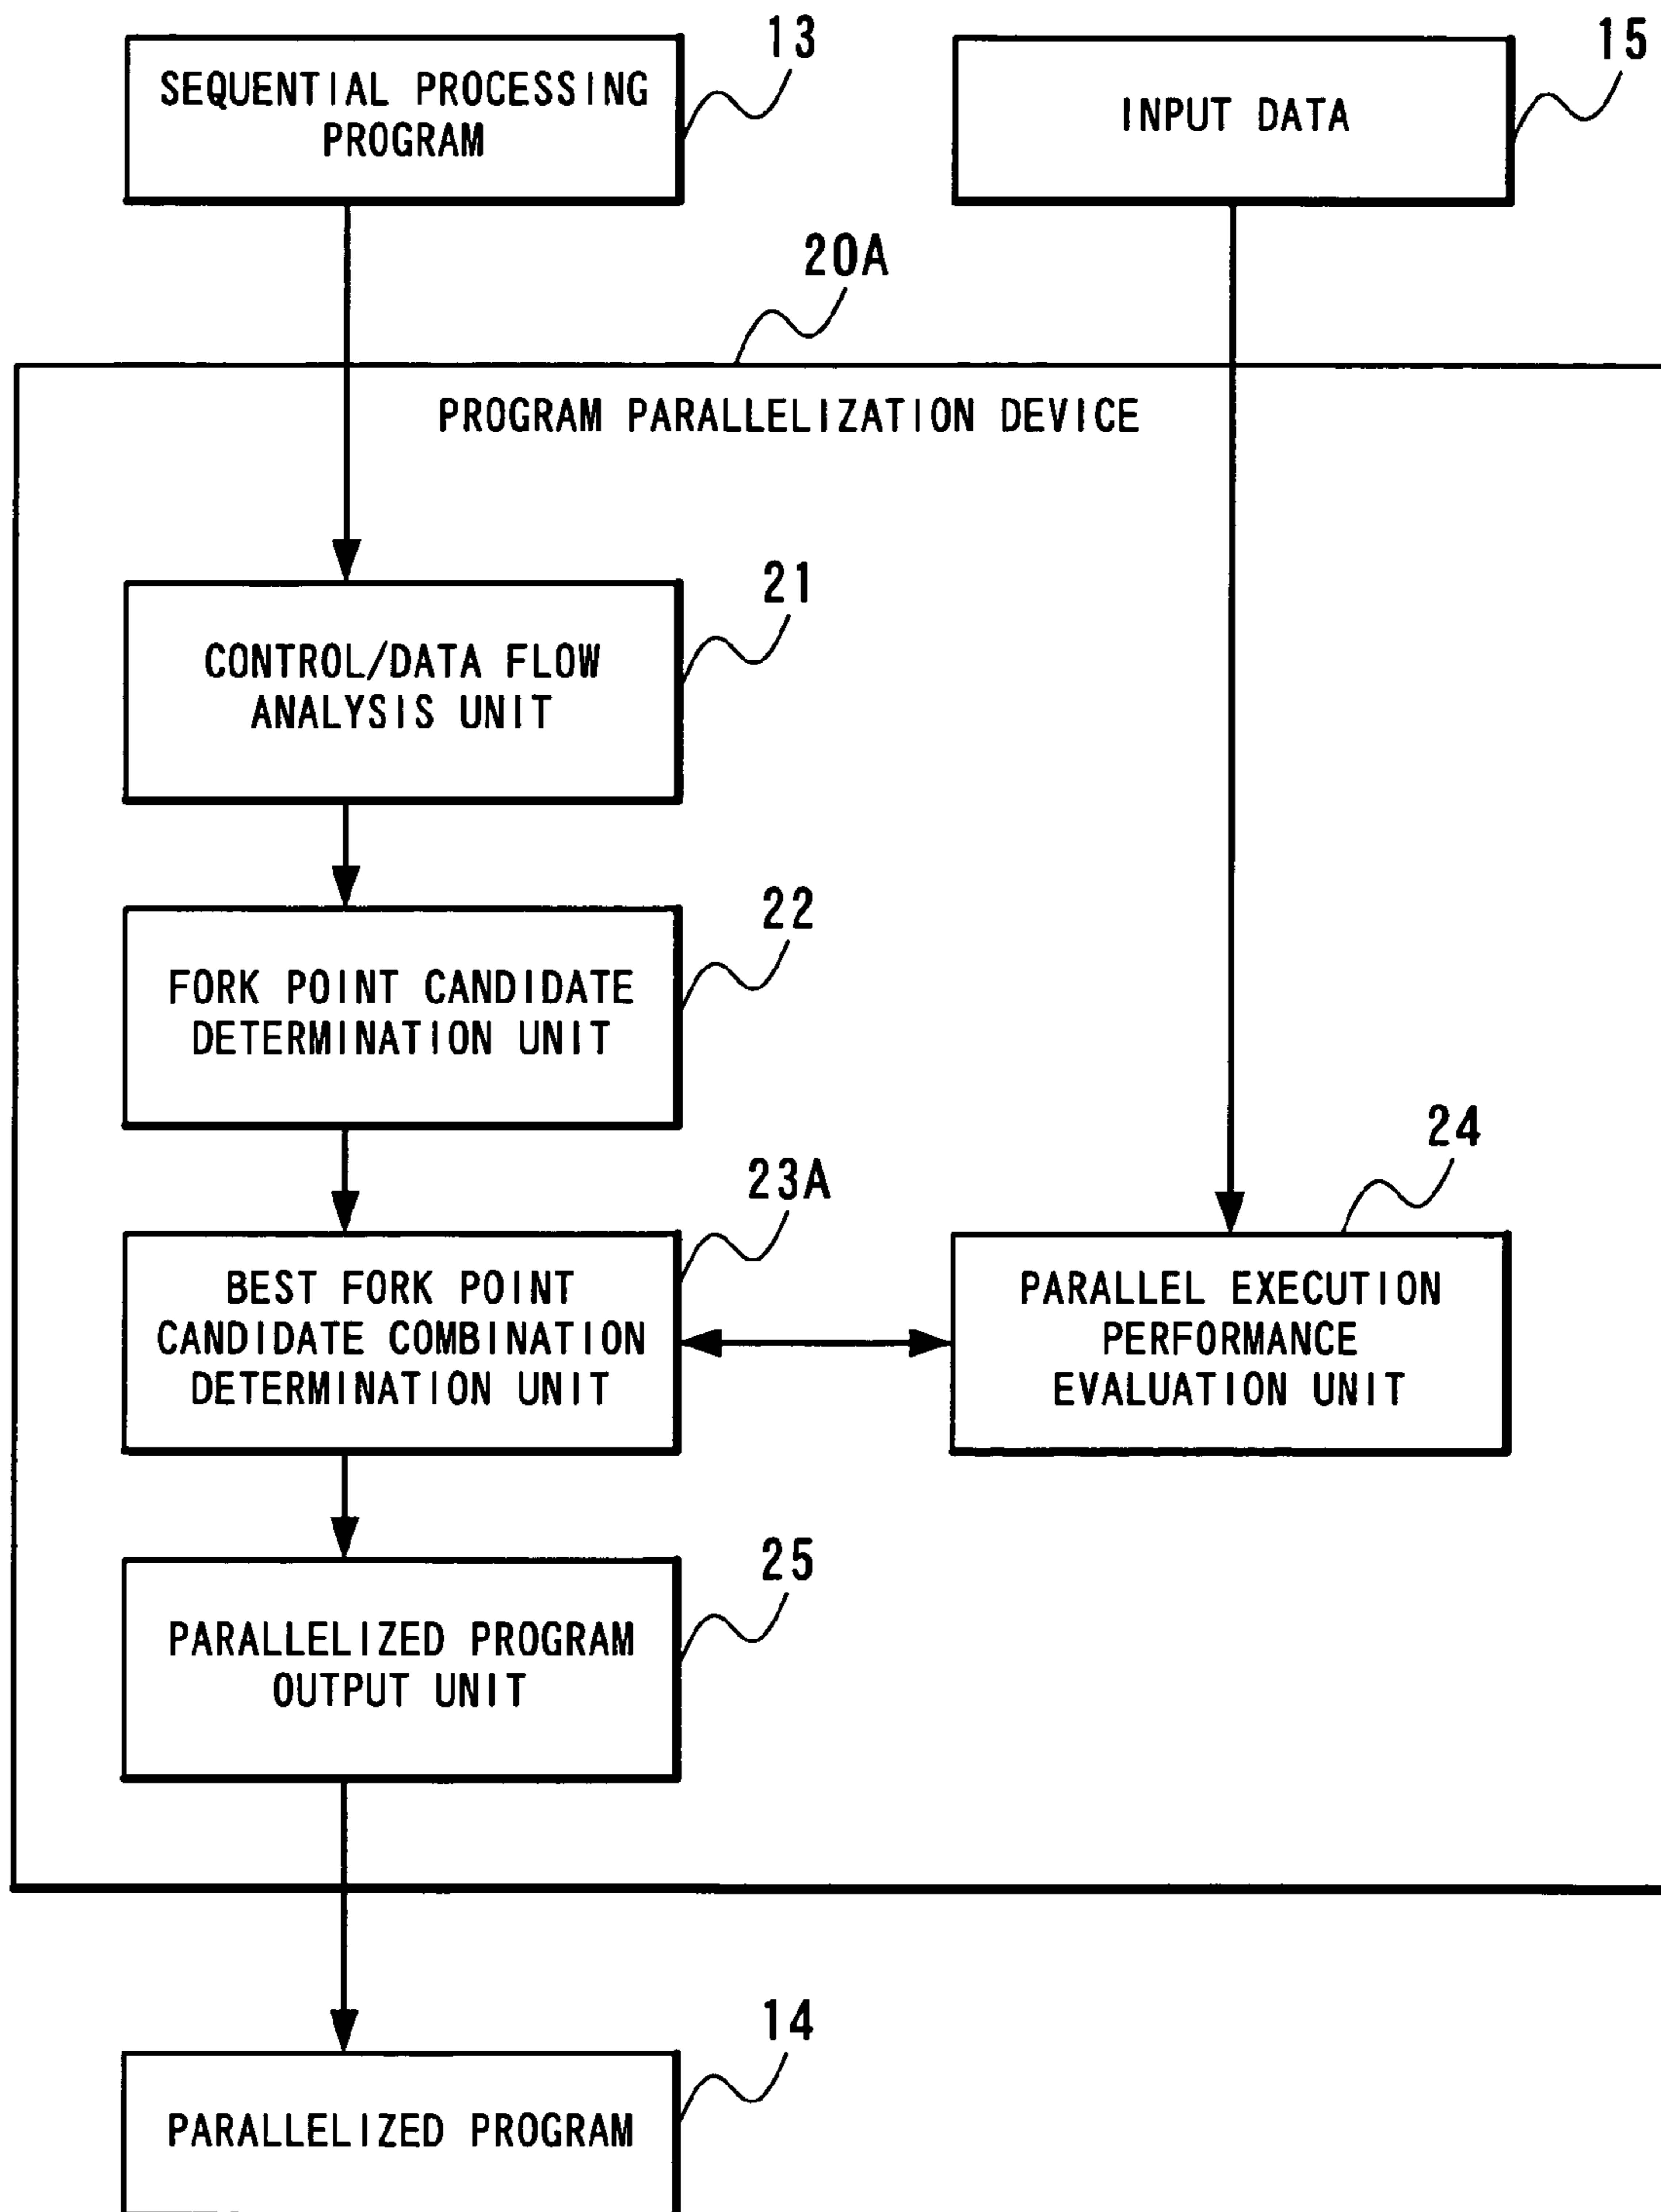 13
SEQUENTIAL PROCESSING
PROGRAM
15
INPUT DATA
20A
PROGRAM PARALLELIZATION DEVICE
21
CONTROL/DATA FLOW
ANALYSIS UNIT
22
FORK POINT CANDIDATE
DETERMINATION UNIT
23A
BEST FORK POINT
CANDIDATE COMBINATION
DETERMINATION UNIT
24
PARALLEL EXECUTION
PERFORMANCE
EVALUATION UNIT
25
PARALLELIZED PROGRAM
OUTPUT UNIT
14
PARALLELIZED PROGRAM